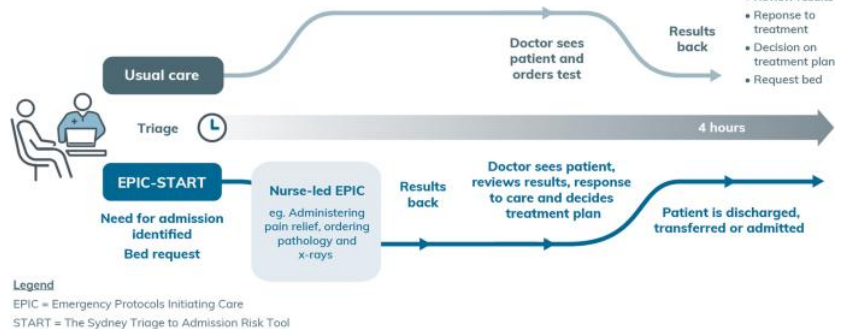 • Reponse to
treatment
• Decision on
treatment plan
• Request bed
Results
back
Doctor sees
patient and
orders test
Usual care
Triage
4 hours
EPIC-START
Need for admission
identified
Bed request
Nurse-led EPIC
eg. Administering
pain relief, ordering
pathology and
x-rays
Results
back
Doctor sees patient,
reviews results, response
to care and decides
treatment plan
Patient is discharged,
transferred or admitted
Legend
EPIC = Emergency Protocols Initiating Care
START = The Sydney Triage to Admission Risk Tool